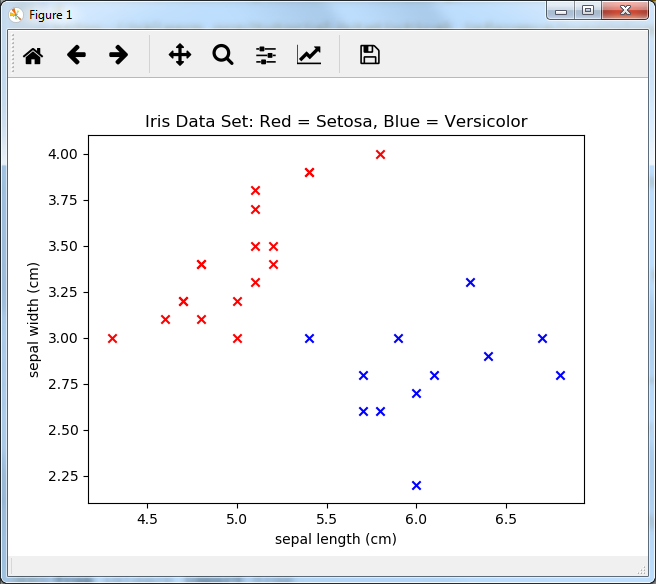 Figure 1
Iris Data Set: Red = Setosa, Blue = Versicolor
4.00
3.75
3.50
3.25
3.00
2.75
2.50
2.25
sepal width (cm)
4.5 5.0 5.5 6.0 6.5
sepal length (cm)